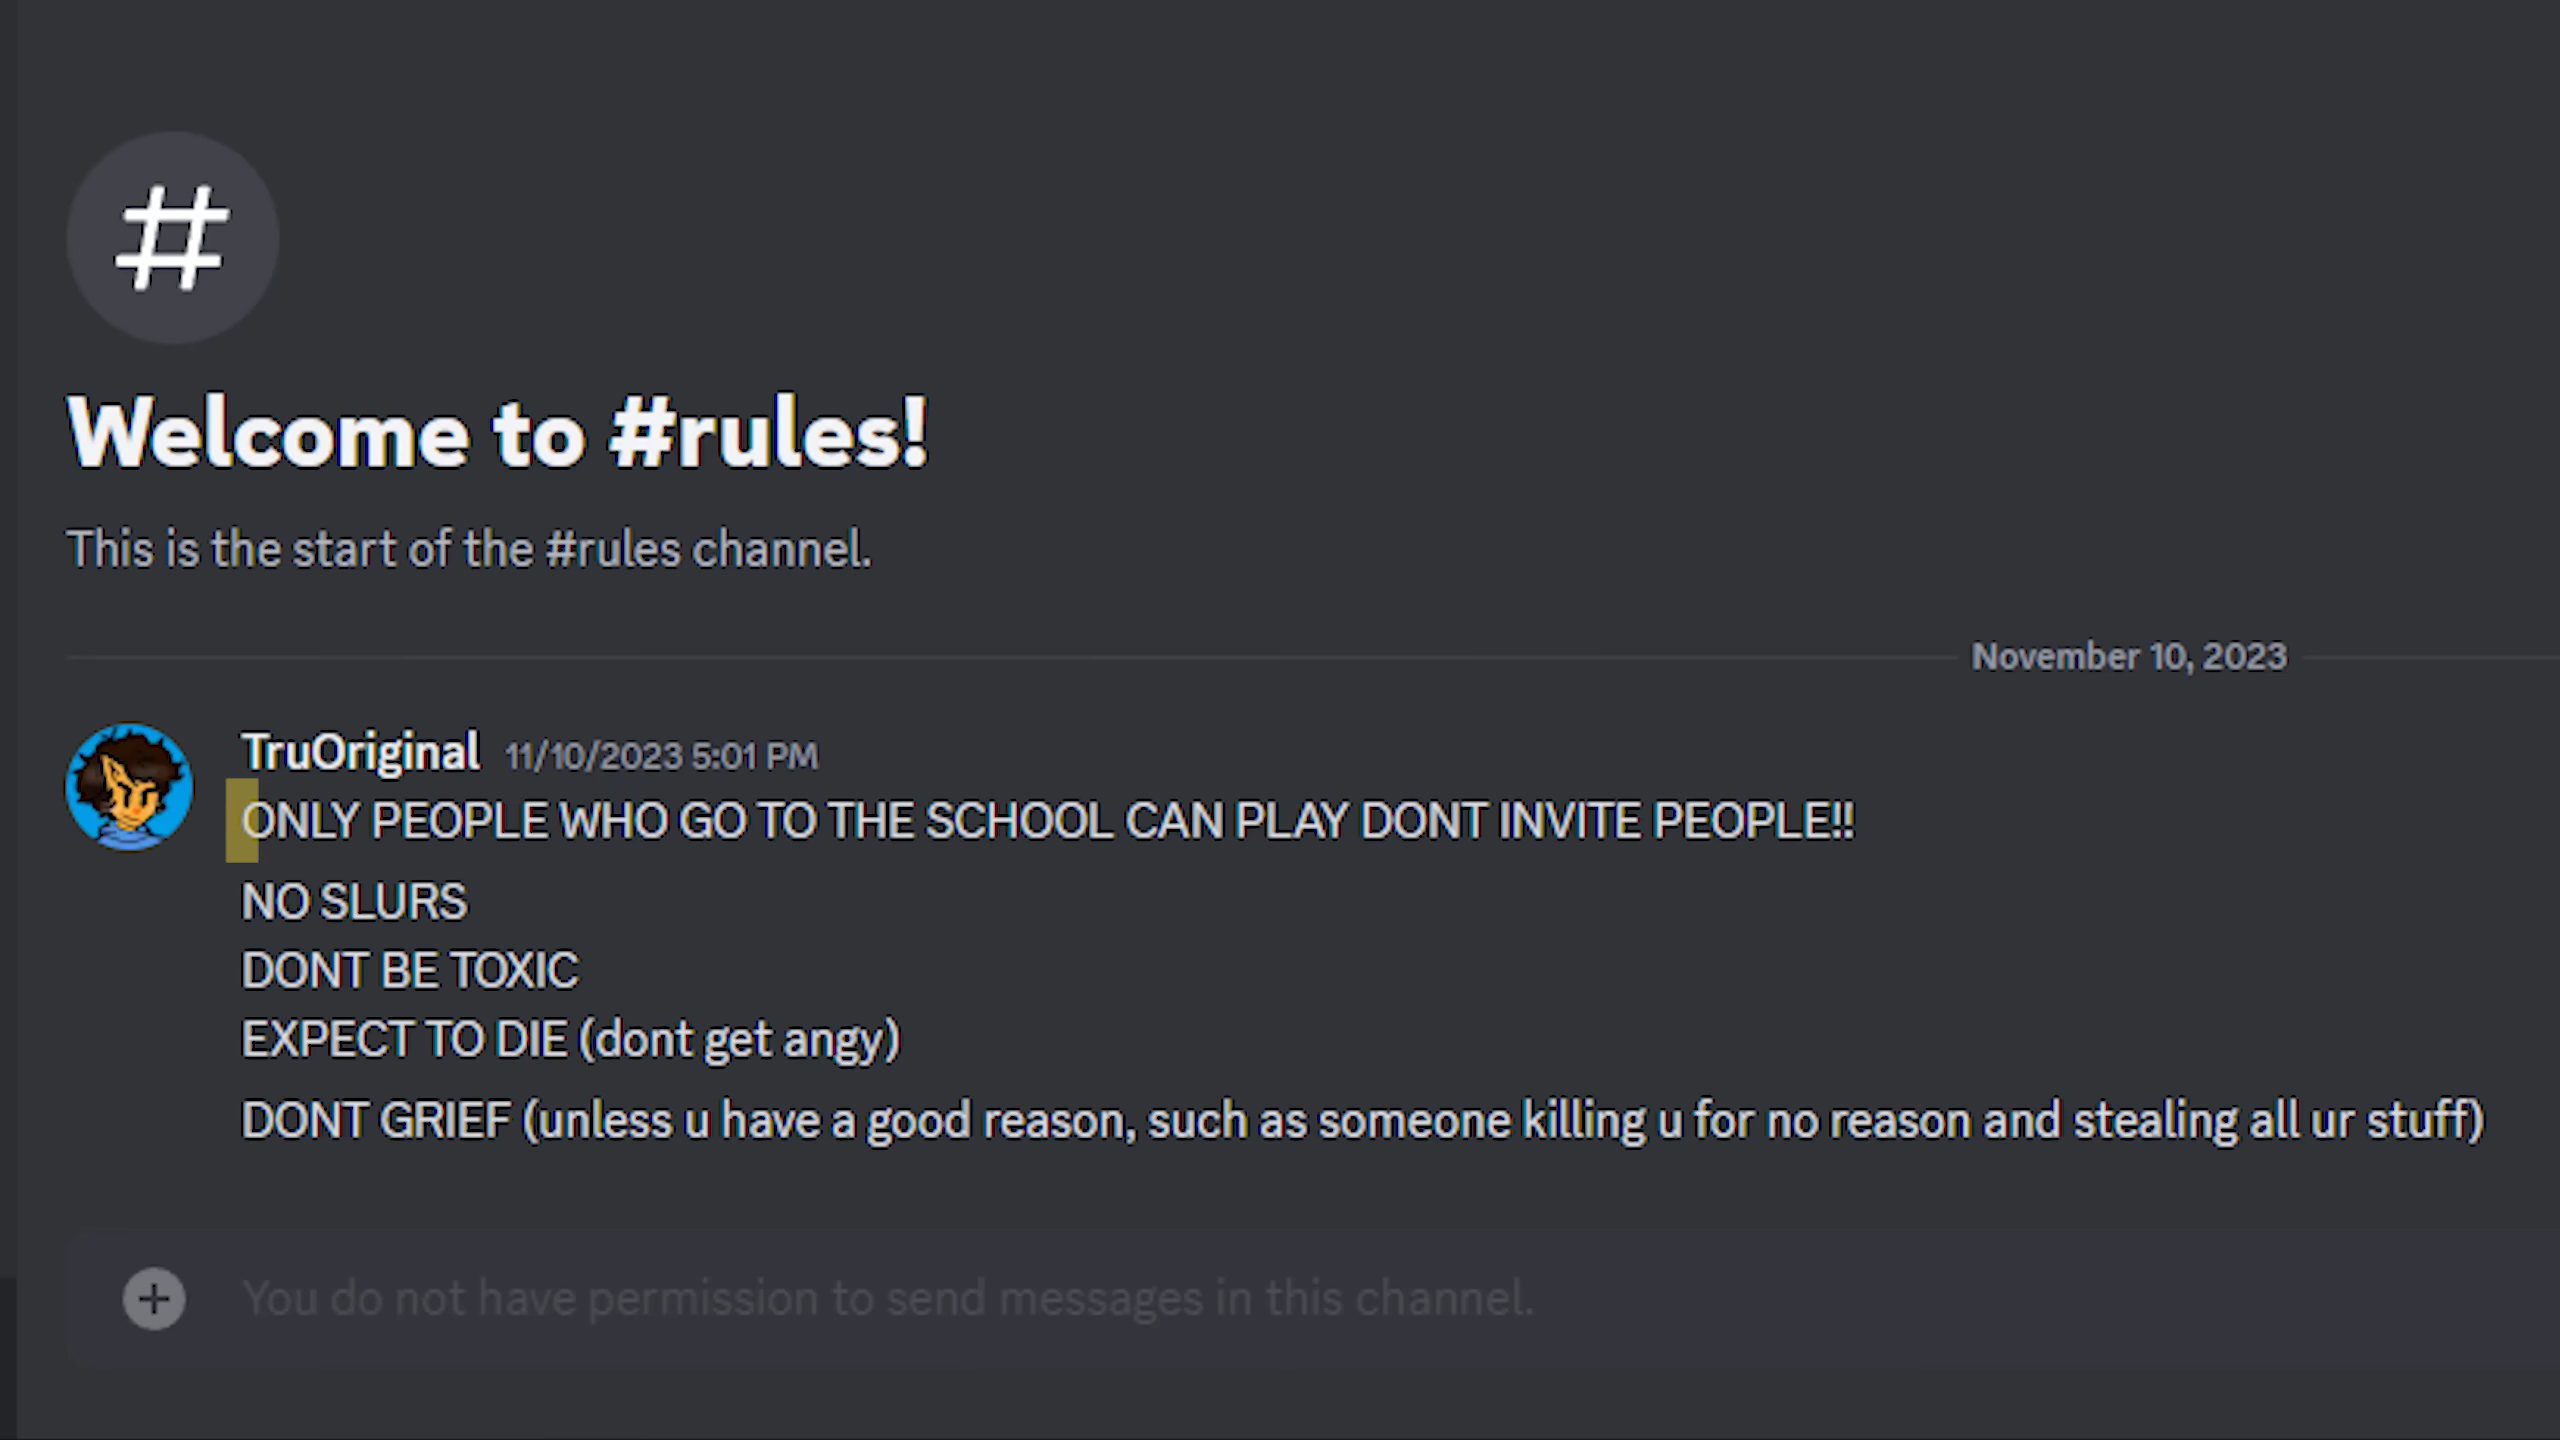 #
Welcome to #rules!
This is the start of the #rules channel.
November 10, 2023
TruOriginal 11/10/2023 5:01 PM
ONLY PEOPLE WHO GO TO THE SCHOOL CAN PLAY DONT INVITE PEOPLE!!
NO SLURS
DONT BE TOXIC
EXPECT TO DIE (dont get angy)
DONT GRIEF (unless u have a good reason, such as someone killing u for no reason and stealing all ur stuff)
You do not have permission to send messages in this channel.